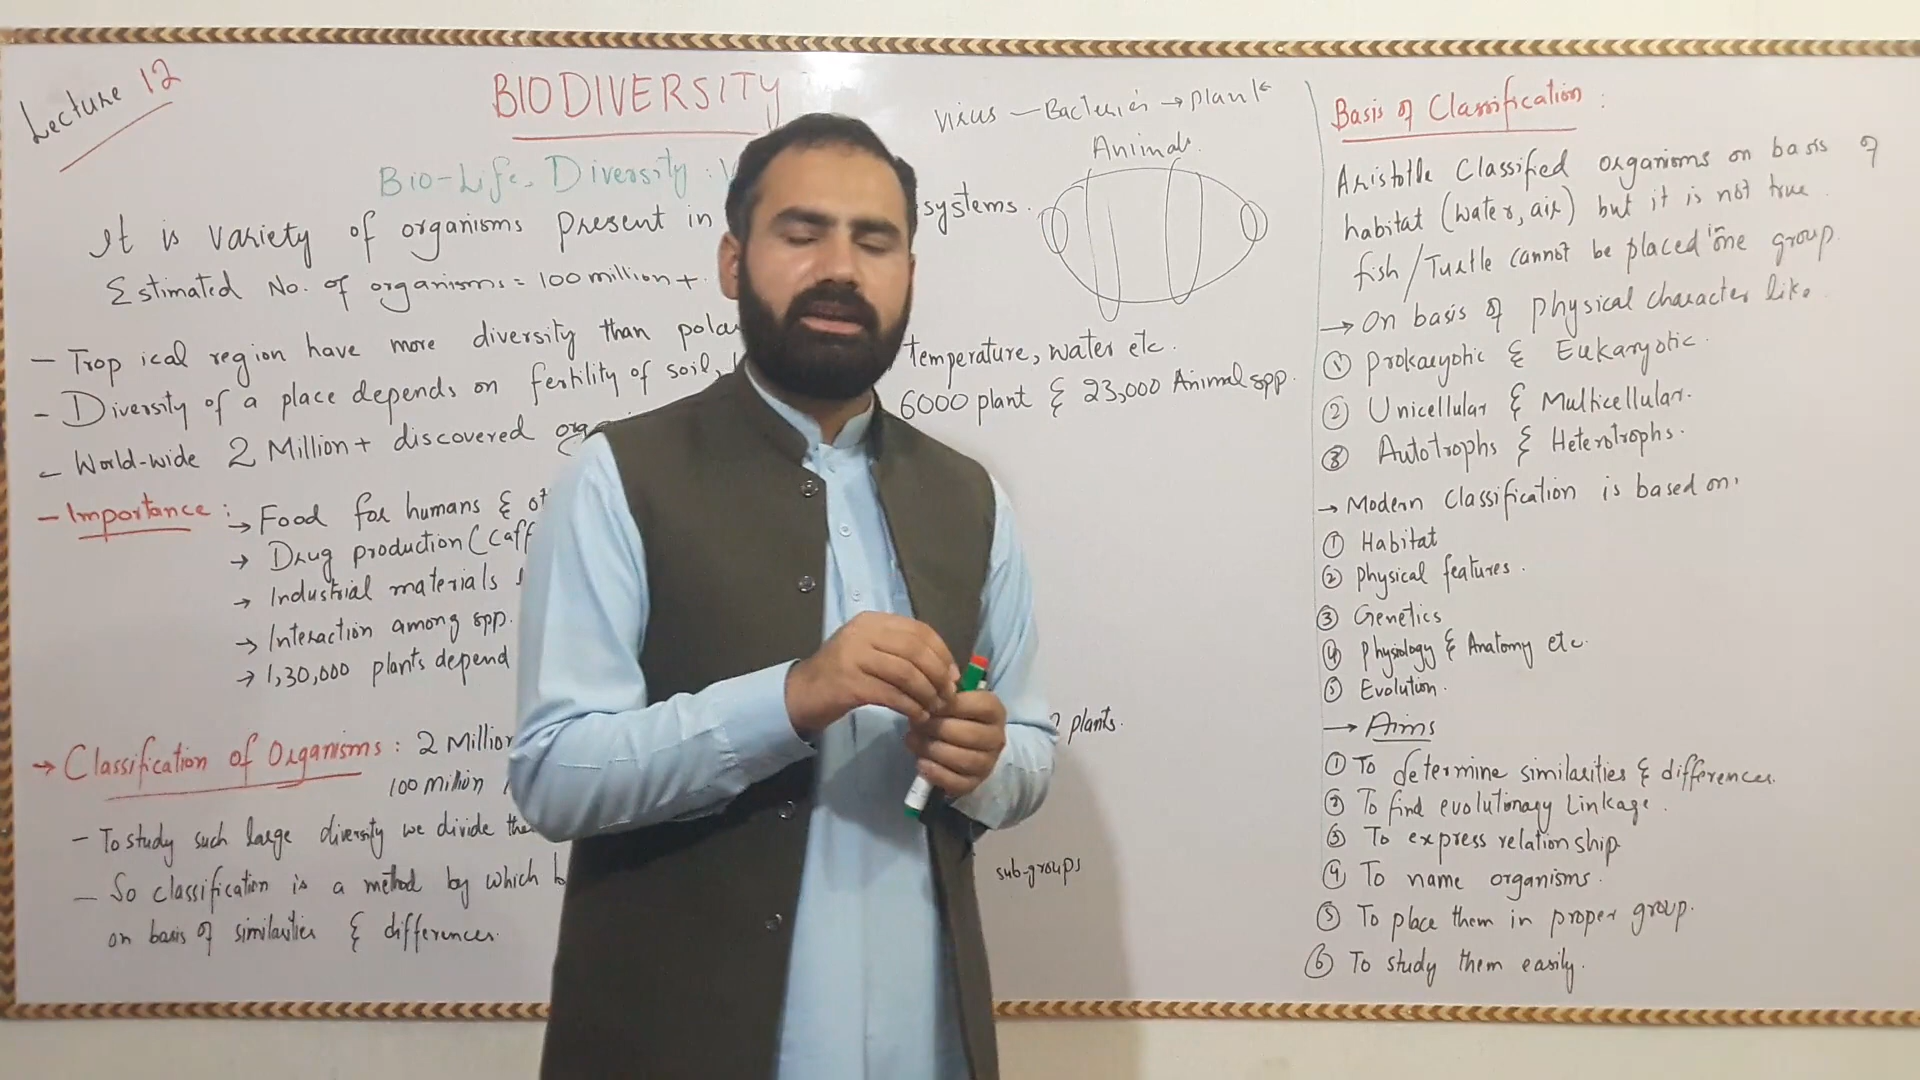 Lecture 12
BIODIVERSITY
Bio-Life, Diversity :
It is variety of organisms present in
systems.
Estimated No. of organisms = 100 million +
- Tropical region have more diversity than
- Diversity of a place depends on fertility of soil,
temperature, water etc.
- World-wide 2 Million + discovered
6000 plant & 23,000 Animal spp.
- Importance :
→ Food for humans &
→ Drug production (
→ Industrial materials
→ Interaction among spp.
→ 1,30,000 plants depend
→ Classification of Organisms : 2 Million
plants.
100 Million
- To study such large diversity we divide
- So classification is a method by which
sub-groups
on basis of similarities & differences.
Virus — Bacteria → plant
Animals.
Basis of Classification :
Aristotle Classified organisms on basis of
habitat (water, air) but it is not true.
fish / Turtle cannot be placed in one group
→ On basis of physical character like.
① Prokaryotic & Eukaryotic.
② Unicellular & Multicellular.
③ Autotrophs & Heterotrophs.
→ Modern Classification is based on,
① Habitat
② Physical features.
③ Genetics
④ Physiology & Anatomy etc
⑤ Evolution.
→ Aims
① To determine similarities & differences.
② To find evolutionary Linkage.
③ To express relationship
④ To name organisms.
⑤ To place them in proper group.
⑥ To study them easily.